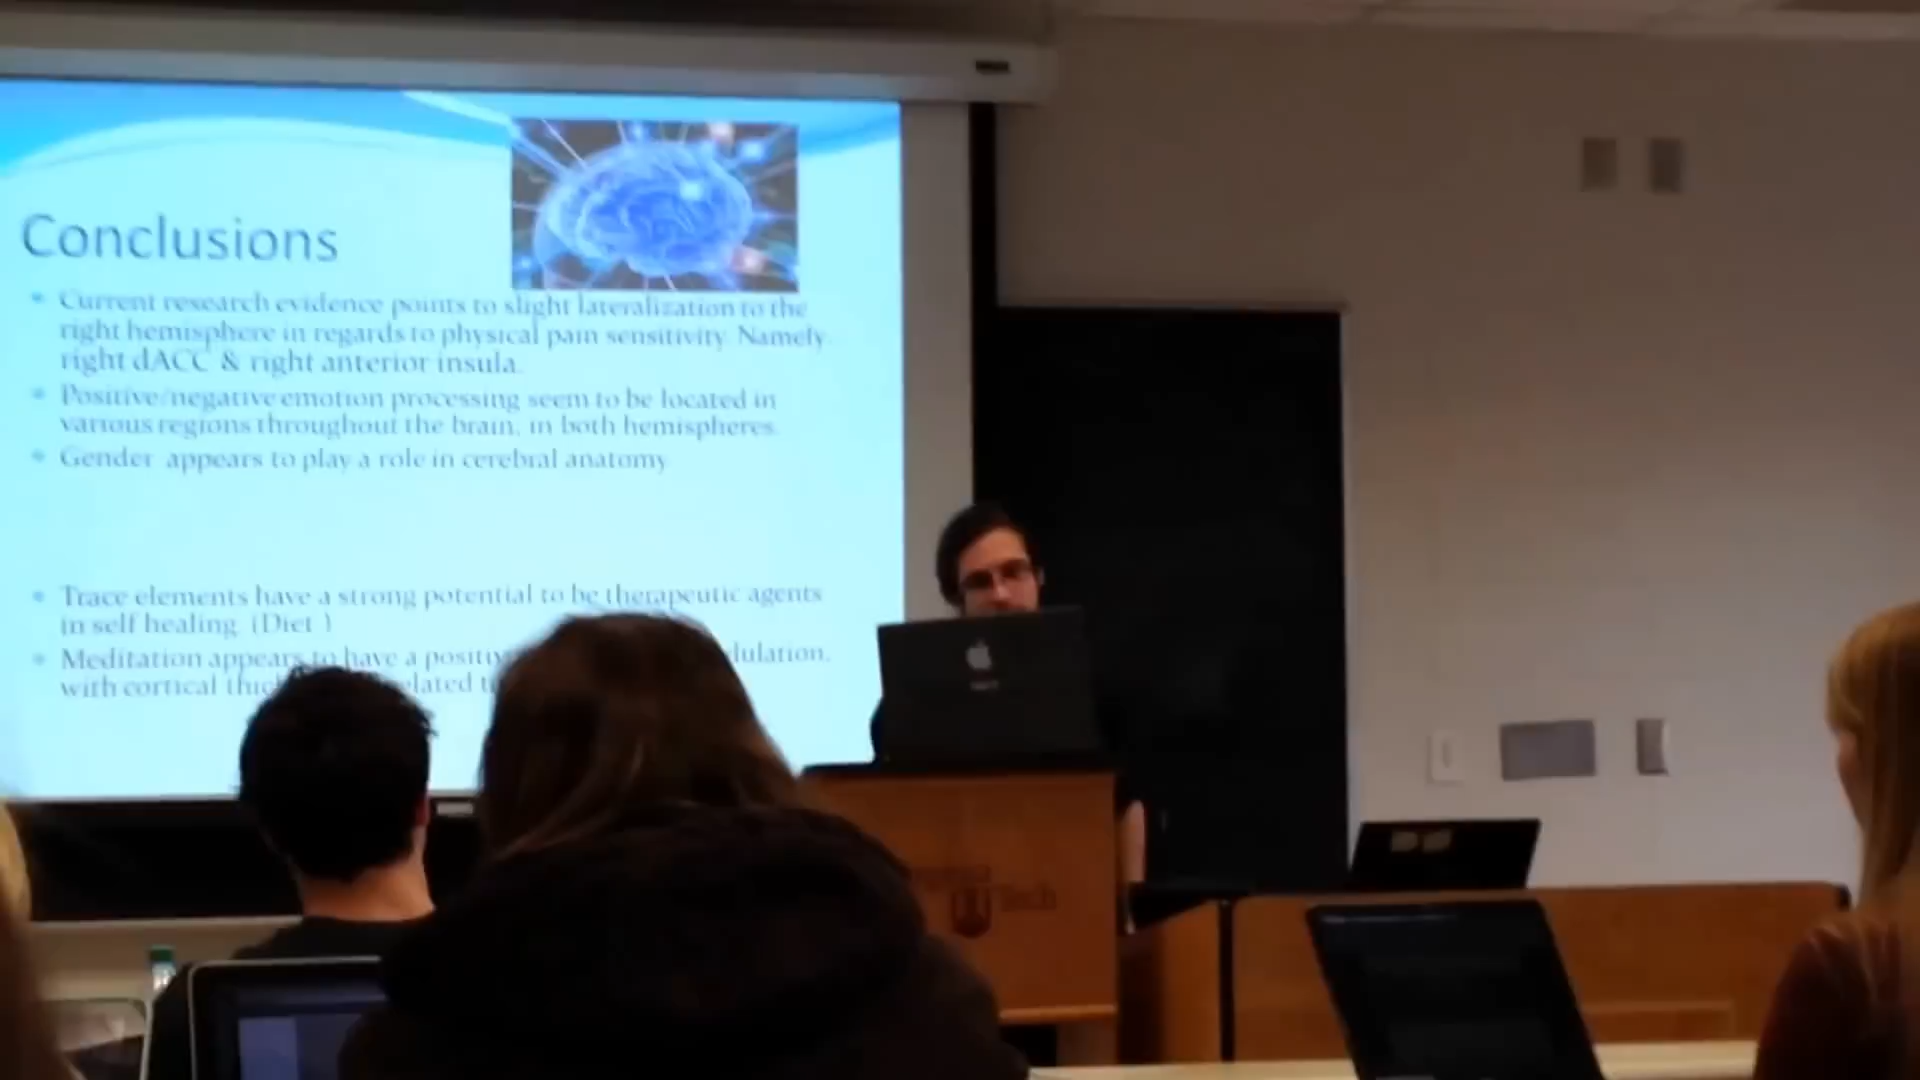 Conclusions
Current research evidence points to slight lateralization to the
right hemisphere in regards to physical pain sensitivity. Namely
right dACC & right anterior insula.
Positive/negative emotion processing seem to be located in
various regions throughout the brain, in both hemispheres.
Gender appears to play a role in cerebral anatomy
Trace elements have a strong potential to be therapeutic agents
in self healing. (Diet )
Meditation appears to have a
with cortical
Tech